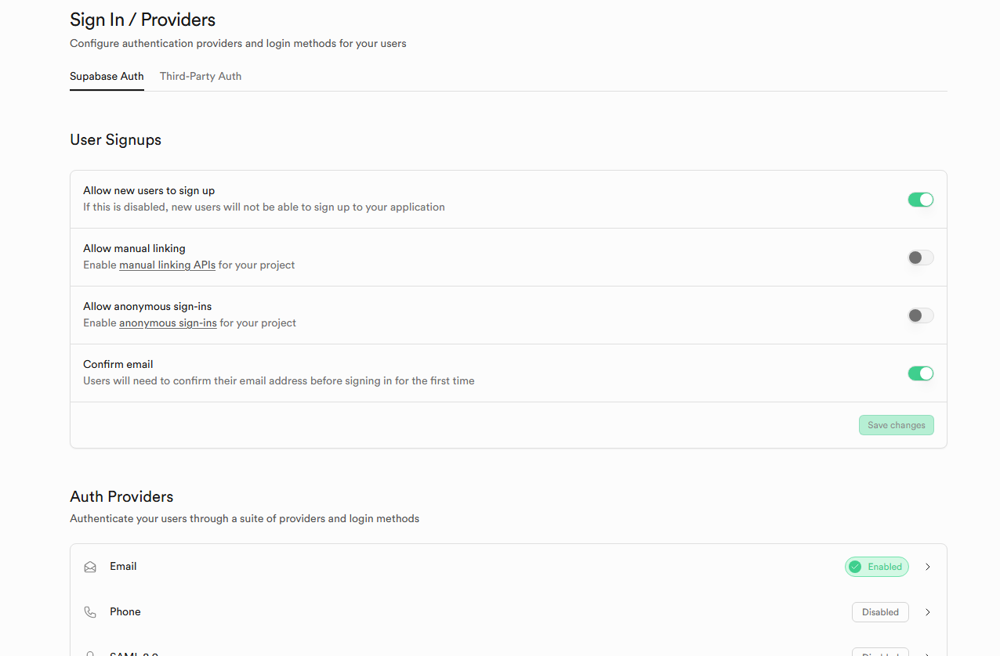 Sign In / Providers
Configure authentication providers and login methods for your users
Supabase Auth
Third-Party Auth
User Signups
Allow new users to sign up
If this is disabled, new users will not be able to sign up to your application
Allow manual linking
Enable manual linking APIs for your project
Allow anonymous sign-ins
Enable anonymous sign-ins for your project
Confirm email
Users will need to confirm their email address before signing in for the first time
Save changes
Auth Providers
Authenticate your users through a suite of providers and login methods
Email
Enabled
Phone
Disabled
SAML 2.0
Disabled